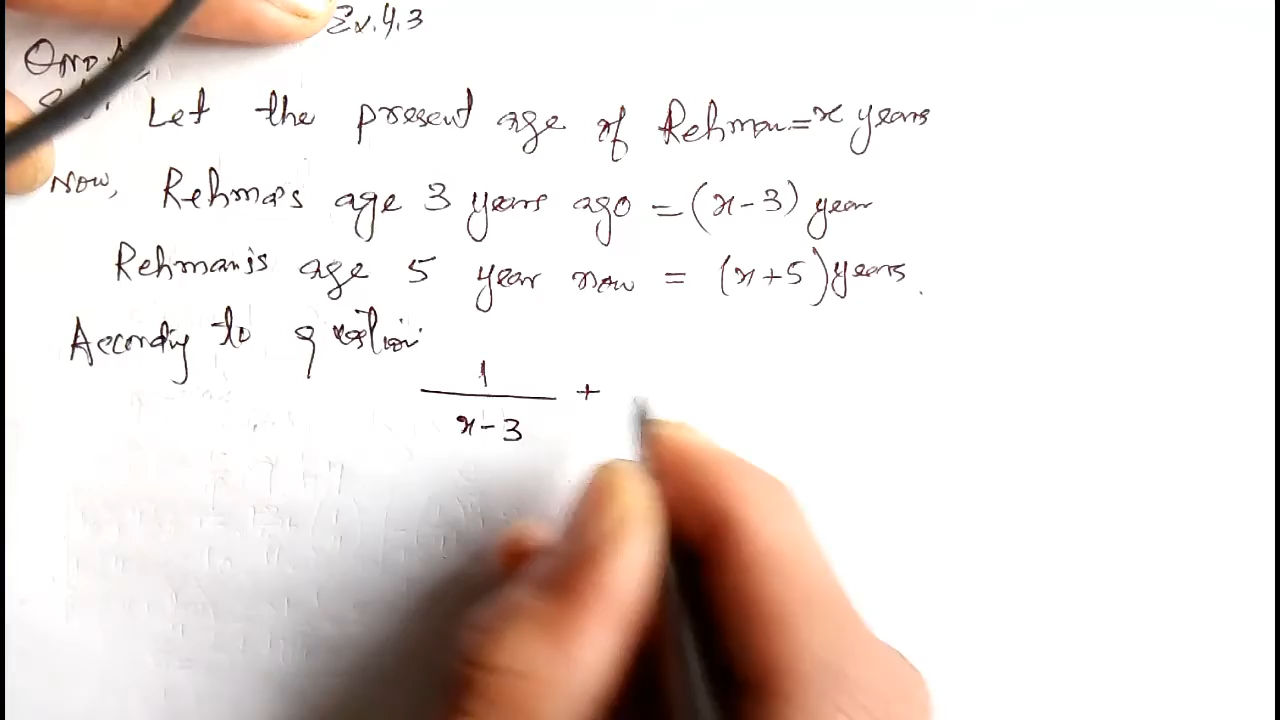 Ex.4.3
Let the present age of Rehman=x years
Now, Rehman's age 3 years ago = (x-3) year
Rehman's age 5 year now = (x+5) years.
According to question
1
+
x-3